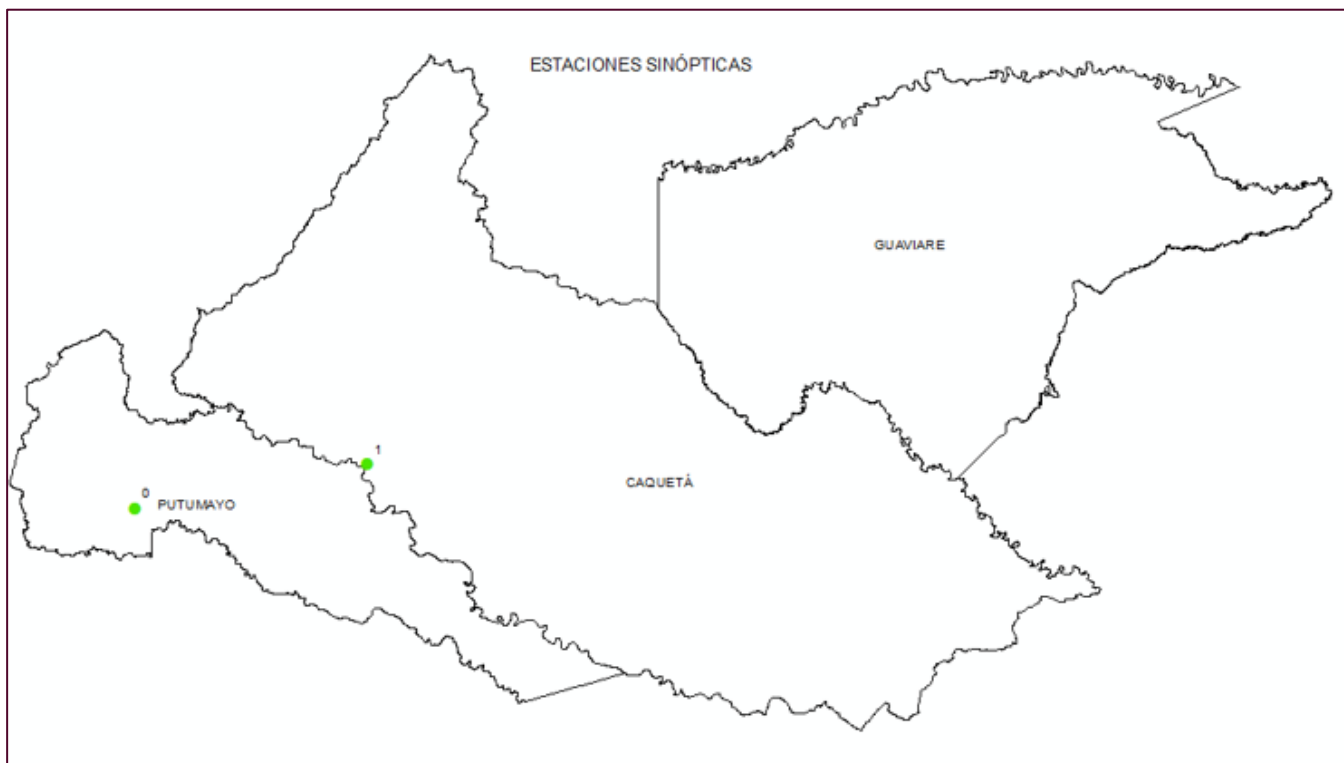 ESTACIONES SINÓPTICAS
GUAVIARE
1
CAQUETÁ
0
PUTUMAYO